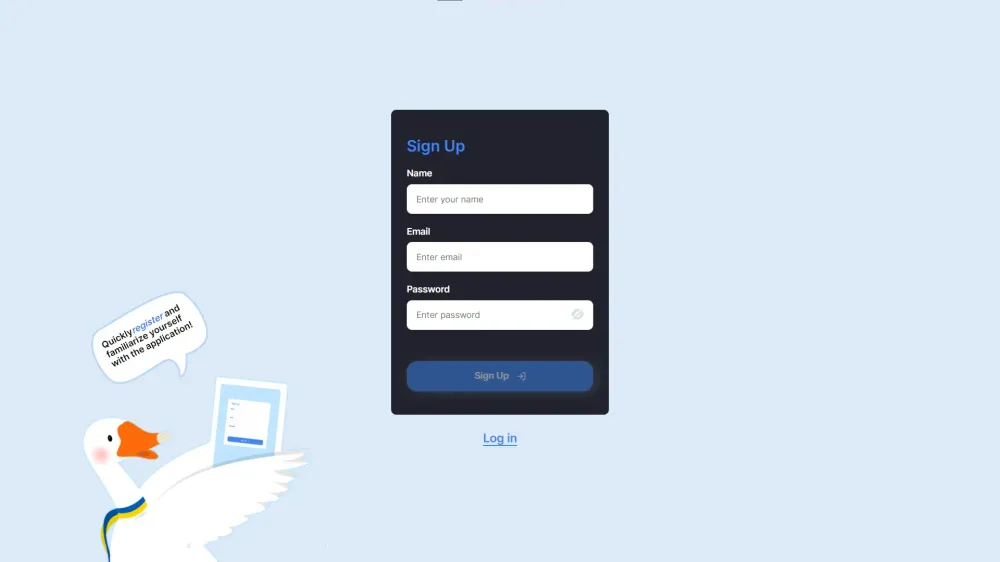 Sign Up
Name
Enter your name
Email
Enter email
Password
Enter password
Sign Up
Log in
Quickly register and
familiarize yourself
with the application!